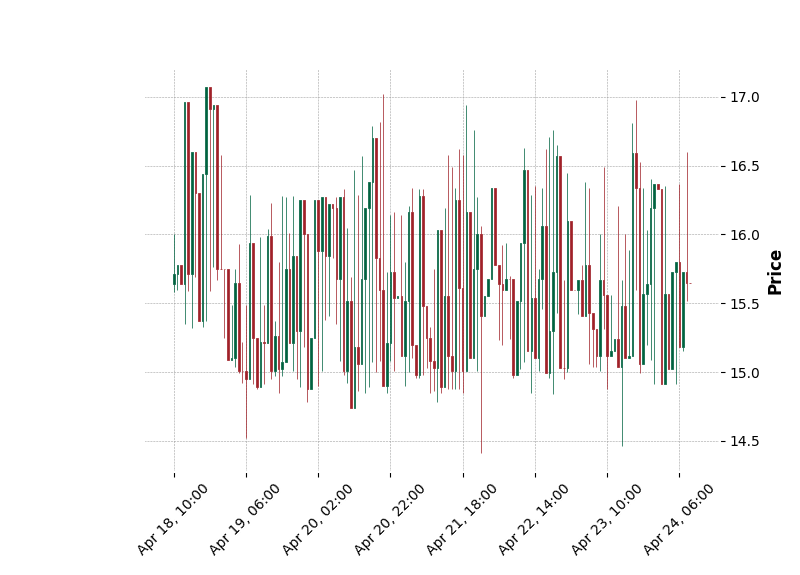 17.0
16.5
16.0
15.5
15.0
14.5
Price
Apr 18, 10:00
Apr 19, 06:00
Apr 20, 02:00
Apr 20, 22:00
Apr 21, 18:00
Apr 22, 14:00
Apr 23, 10:00
Apr 24, 06:00